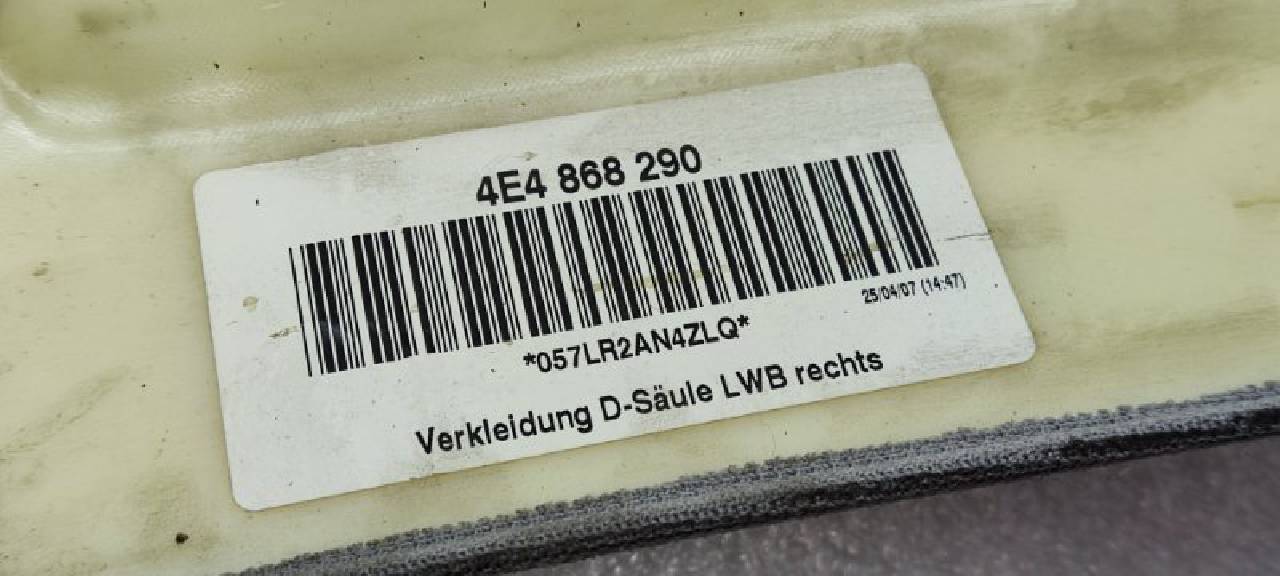 4E4 868 290
25/04/07 (14:47)
*057LR2AN4ZLQ*
Verkleidung D-Säule LWB rechts